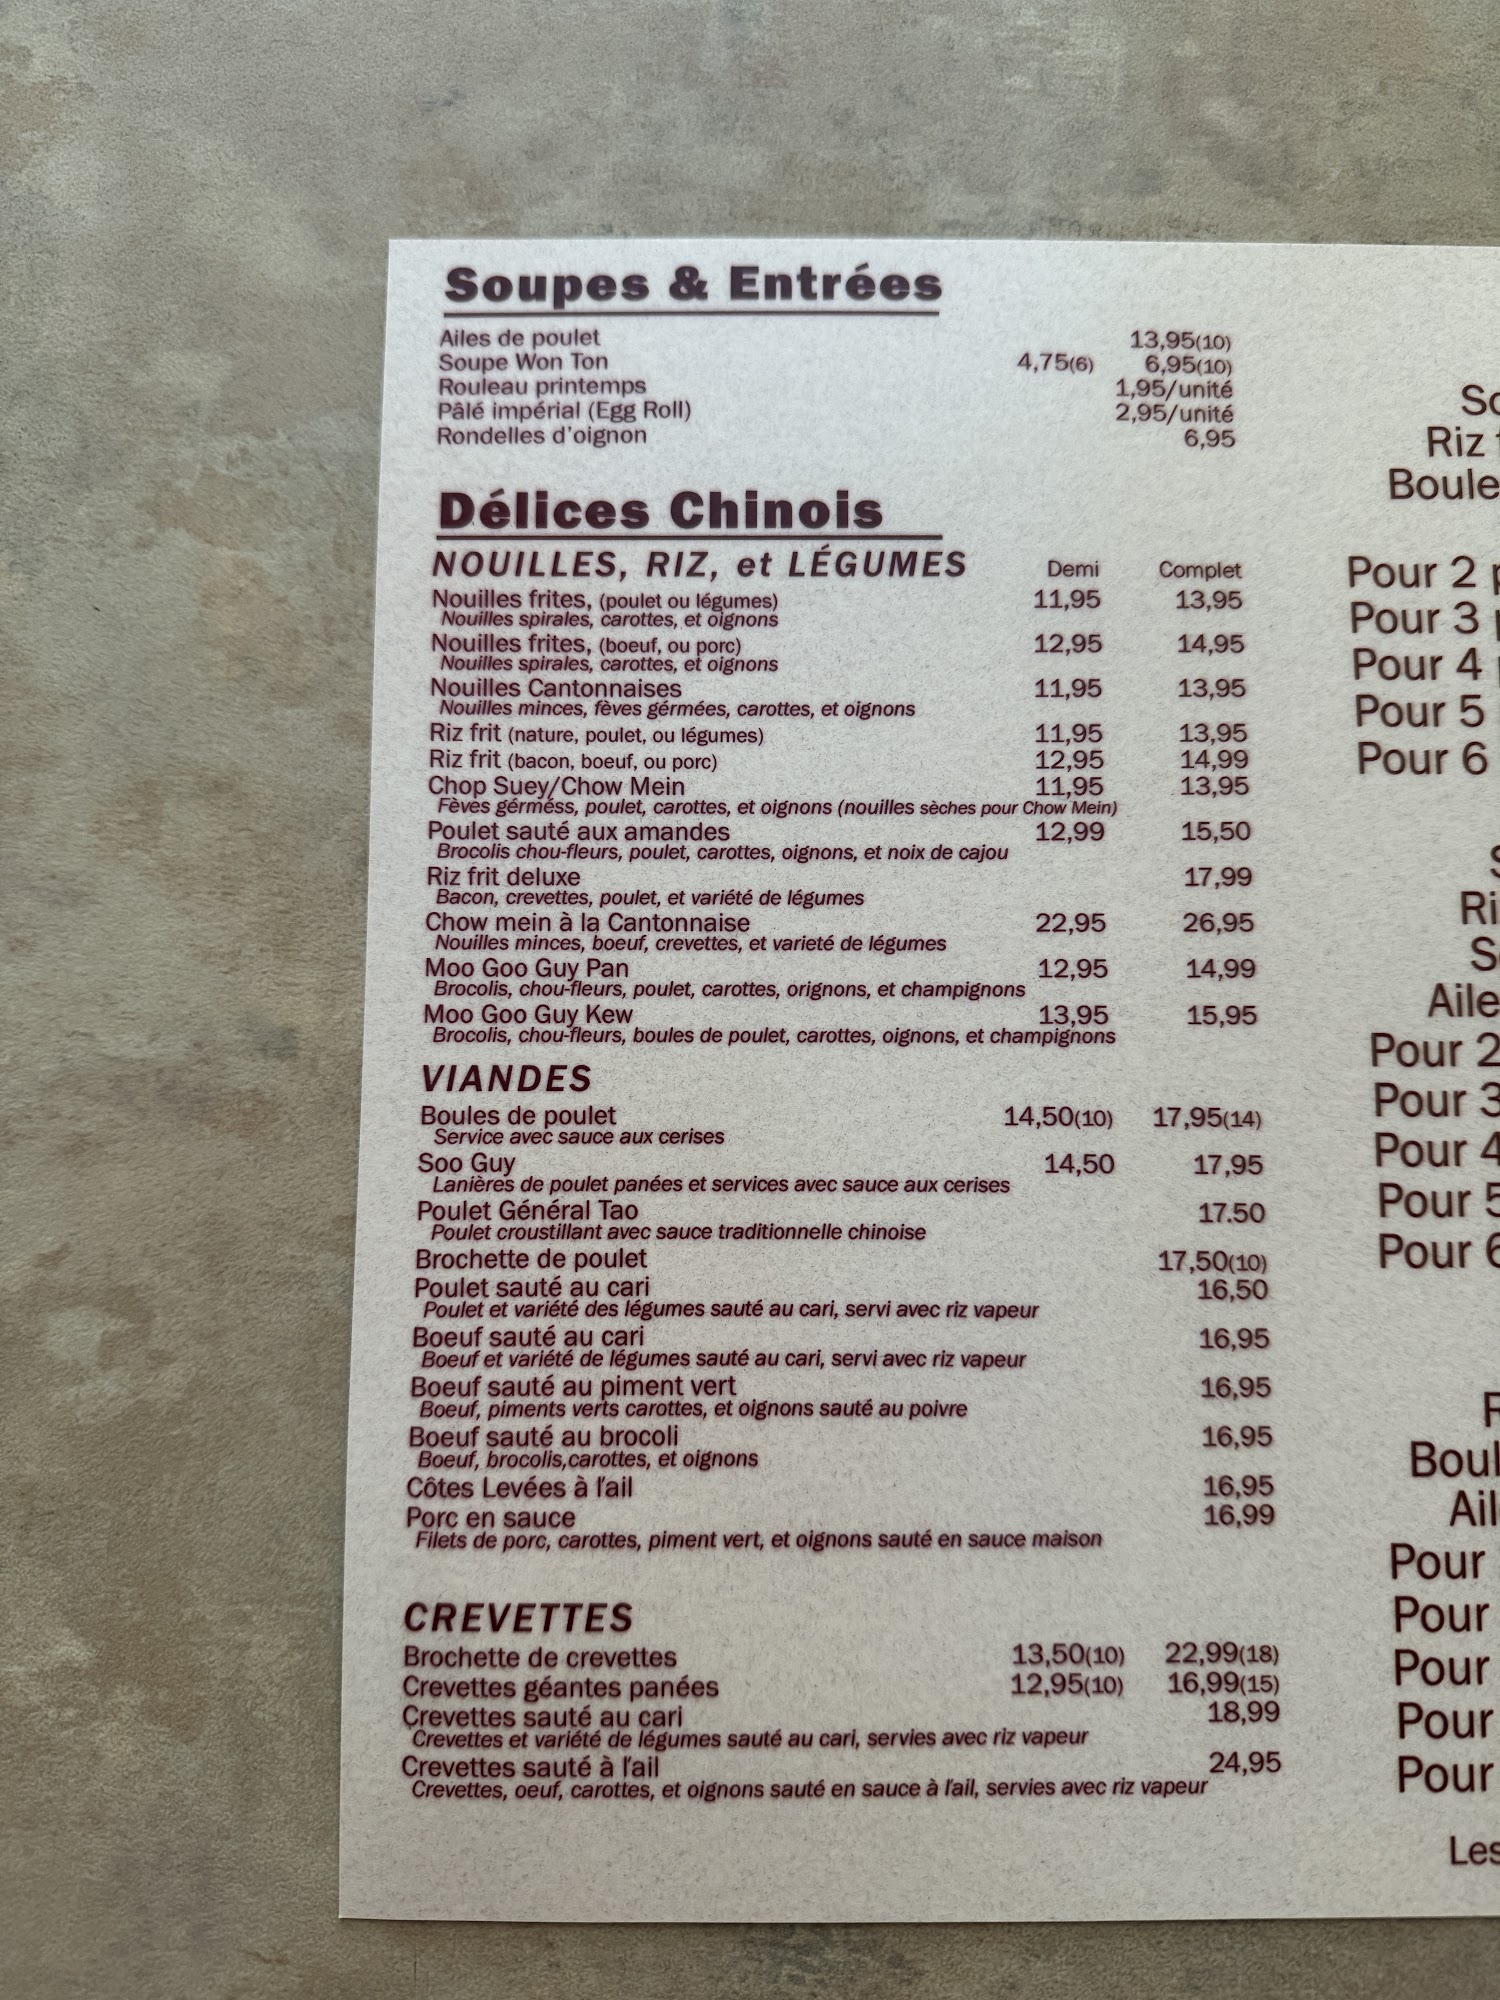 Soupes & Entrées
Ailes de poulet 13,95(10)
Soupe Won Ton 4,75(6) 6,95(10)
Rouleau printemps 1,95/unité
Pâlé impérial (Egg Roll) 2,95/unité
Rondelles d'oignon 6,95
Délices Chinois
NOUILLES, RIZ, et LÉGUMES Demi Complet
Nouilles frites, (poulet ou légumes) 11,95 13,95
Nouilles spirales, carottes, et oignons
Nouilles frites, (boeuf, ou porc) 12,95 14,95
Nouilles spirales, carottes, et oignons
Nouilles Cantonnaises 11,95 13,95
Nouilles minces, fèves gérmées, carottes, et oignons
Riz frit (nature, poulet, ou légumes) 11,95 13,95
Riz frit (bacon, boeuf, ou porc) 12,95 14,99
Chop Suey/Chow Mein 11,95 13,95
Fèves gérméss, poulet, carottes, et oignons (nouilles sèches pour Chow Mein)
Poulet sauté aux amandes 12,99 15,50
Brocolis chou-fleurs, poulet, carottes, oignons, et noix de cajou
Riz frit deluxe 17,99
Bacon, crevettes, poulet, et variété de légumes
Chow mein à la Cantonnaise 22,95 26,95
Nouilles minces, boeuf, crevettes, et varieté de légumes
Moo Goo Guy Pan 12,95 14,99
Brocolis, chou-fleurs, poulet, carottes, orignons, et champignons
Moo Goo Guy Kew 13,95 15,95
Brocolis, chou-fleurs, boules de poulet, carottes, oignons, et champignons
VIANDES
Boules de poulet 14,50(10) 17,95(14)
Service avec sauce aux cerises
Soo Guy 14,50 17,95
Lanières de poulet panées et services avec sauce aux cerises
Poulet Général Tao 17.50
Poulet croustillant avec sauce traditionnelle chinoise
Brochette de poulet 17,50(10)
Poulet sauté au cari 16,50
Poulet et variété des légumes sauté au cari, servi avec riz vapeur
Boeuf sauté au cari 16,95
Boeuf et variété de légumes sauté au cari, servi avec riz vapeur
Boeuf sauté au piment vert 16,95
Boeuf, piments verts carottes, et oignons sauté au poivre
Boeuf sauté au brocoli 16,95
Boeuf, brocolis,carottes, et oignons
Côtes Levées à l'ail 16,95
Porc en sauce 16,99
Filets de porc, carottes, piment vert, et oignons sauté en sauce maison
CREVETTES
Brochette de crevettes 13,50(10) 22,99(18)
Crevettes géantes panées 12,95(10) 16,99(15)
Crevettes sauté au cari 18,99
Crevettes et variété de légumes sauté au cari, servies avec riz vapeur
Crevettes sauté à l'ail 24,95
Crevettes, oeuf, carottes, et oignons sauté en sauce à l'ail, servies avec riz vapeur
Riz
Pour 2
Pour 3
Pour 4
Pour 5
Pour 6
Pour 2
Pour 3
Pour 4
Pour 5
Pour 6
Pour
Pour
Pour
Pour
Pour
Les